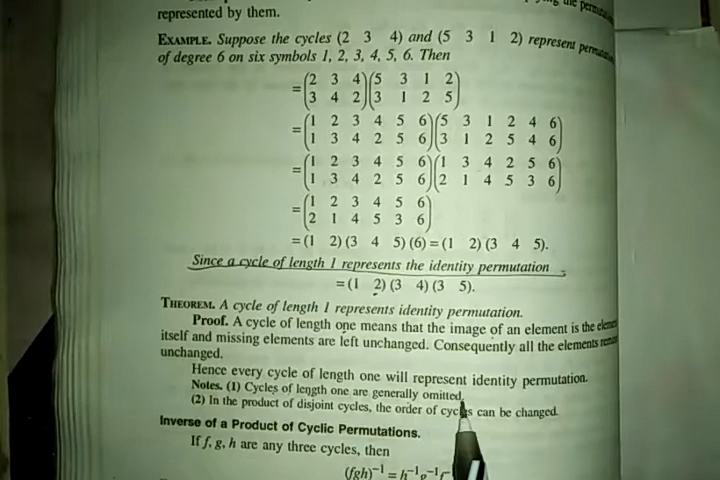 represented by them.
EXAMPLE. Suppose the cycles (2 3 4) and (5 3 1 2) represent
of degree 6 on six symbols 1, 2, 3, 4, 5, 6. Then
= (2 3 4)(5 3 1 2)
(3 4 2)(3 1 2 5)
= (1 2 3 4 5 6)(5 3 1 2 4 6)
(1 3 4 2 5 6)(3 1 2 5 4 6)
= (1 2 3 4 5 6)(1 3 4 2 5 6)
(1 3 4 2 5 6)(2 1 4 5 3 6)
= (1 2 3 4 5 6)
(2 1 4 5 3 6)
= (1 2) (3 4 5) (6) = (1 2) (3 4 5).
Since a cycle of length 1 represents the identity permutation
= (1 2) (3 4) (3 5).
THEOREM. A cycle of length 1 represents identity permutation.
Proof. A cycle of length one means that the image of an element is the
itself and missing elements are left unchanged. Consequently all the elements
unchanged.
Hence every cycle of length one will represent identity permutation.
Notes. (1) Cycles of length one are generally omitted.
(2) In the product of disjoint cycles, the order of cycles can be changed.
Inverse of a Product of Cyclic Permutations.
If f, g, h are any three cycles, then
(fgh)⁻¹ = h⁻¹ g⁻¹ f⁻